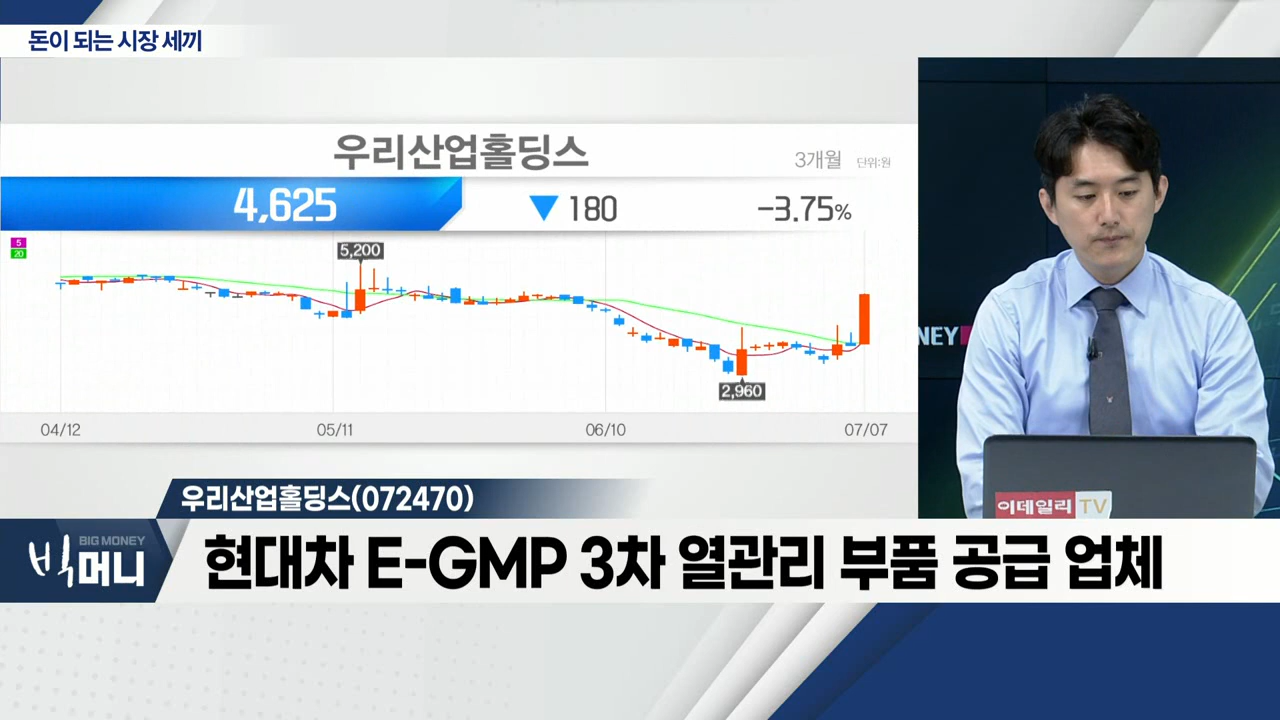 돈이 되는 시장 세끼
우리산업홀딩스
3개월 단위:원
4,625 ▼ 180 -3.75%
5
20
5,200
2,960
04/12 05/11 06/10 07/07
NEY
이데일리 TV
우리산업홀딩스(072470)
BIG MONEY
빅머니
현대차 E-GMP 3차 열관리 부품 공급 업체